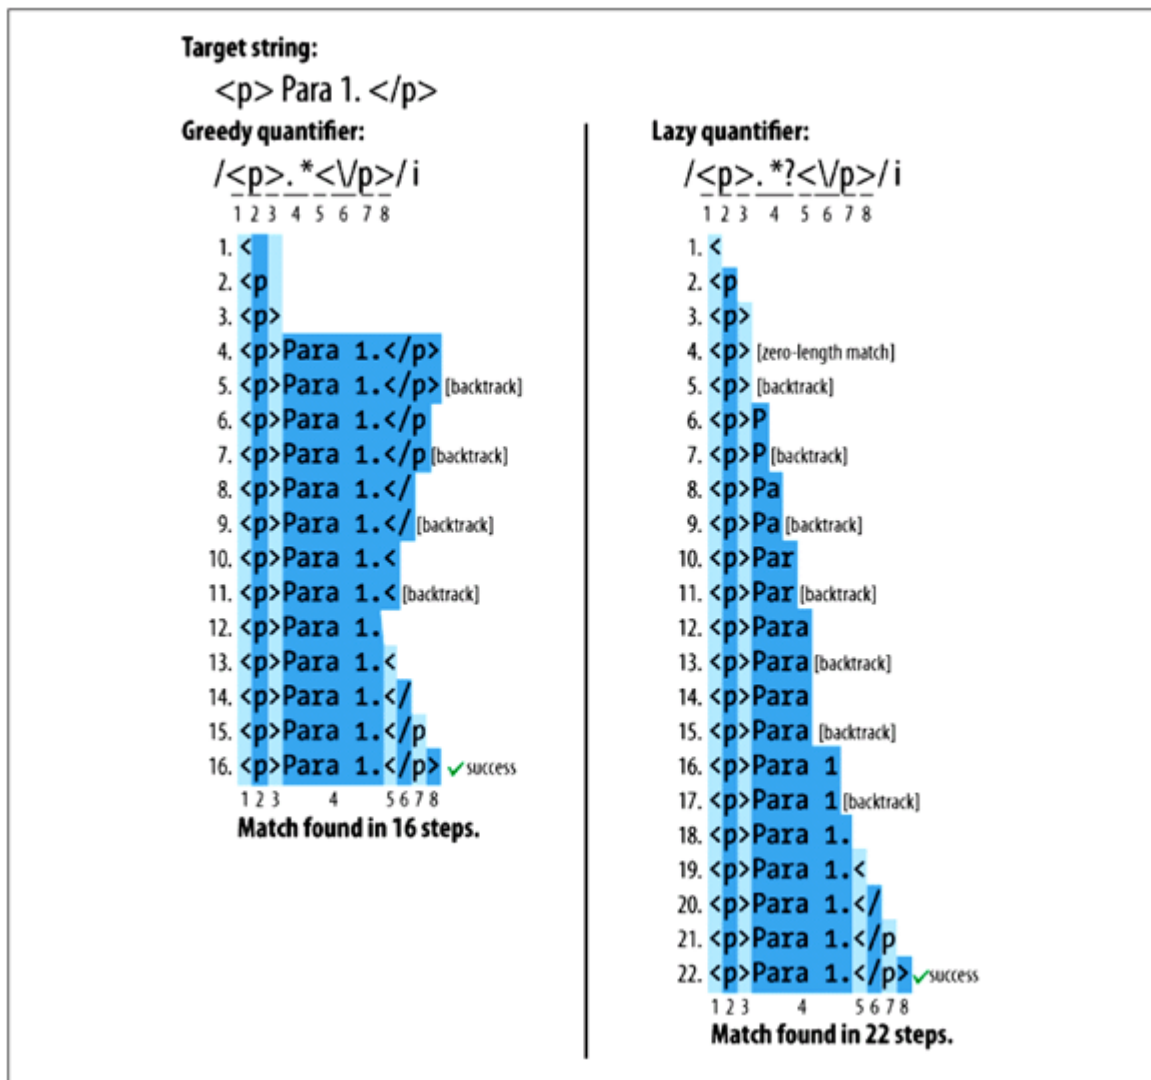 Target string:
<p> Para 1. </p>
Greedy quantifier:
/<p>. *<\/p>/ i
1 2 3 4 5 6 7 8
1. <
2. <p
3. <p>
4. <p>Para 1.</p>
5. <p>Para 1.</p> [backtrack]
6. <p>Para 1.</p
7. <p>Para 1.</p [backtrack]
8. <p>Para 1.</
9. <p>Para 1.</ [backtrack]
10. <p>Para 1.<
11. <p>Para 1.< [backtrack]
12. <p>Para 1.
13. <p>Para 1.<
14. <p>Para 1.</
15. <p>Para 1.</p
16. <p>Para 1.</p> ✓success
1 2 3 4 5 6 7 8
Match found in 16 steps.
Lazy quantifier:
/<p>. *?<\/p>/ i
1 2 3 4 5 6 7 8
1. <
2. <p
3. <p>
4. <p> [zero-length match]
5. <p> [backtrack]
6. <p>P
7. <p>P [backtrack]
8. <p>Pa
9. <p>Pa [backtrack]
10. <p>Par
11. <p>Par [backtrack]
12. <p>Para
13. <p>Para [backtrack]
14. <p>Para
15. <p>Para [backtrack]
16. <p>Para 1
17. <p>Para 1 [backtrack]
18. <p>Para 1.
19. <p>Para 1.<
20. <p>Para 1.</
21. <p>Para 1.</p
22. <p>Para 1.</p> ✓success
1 2 3 4 5 6 7 8
Match found in 22 steps.